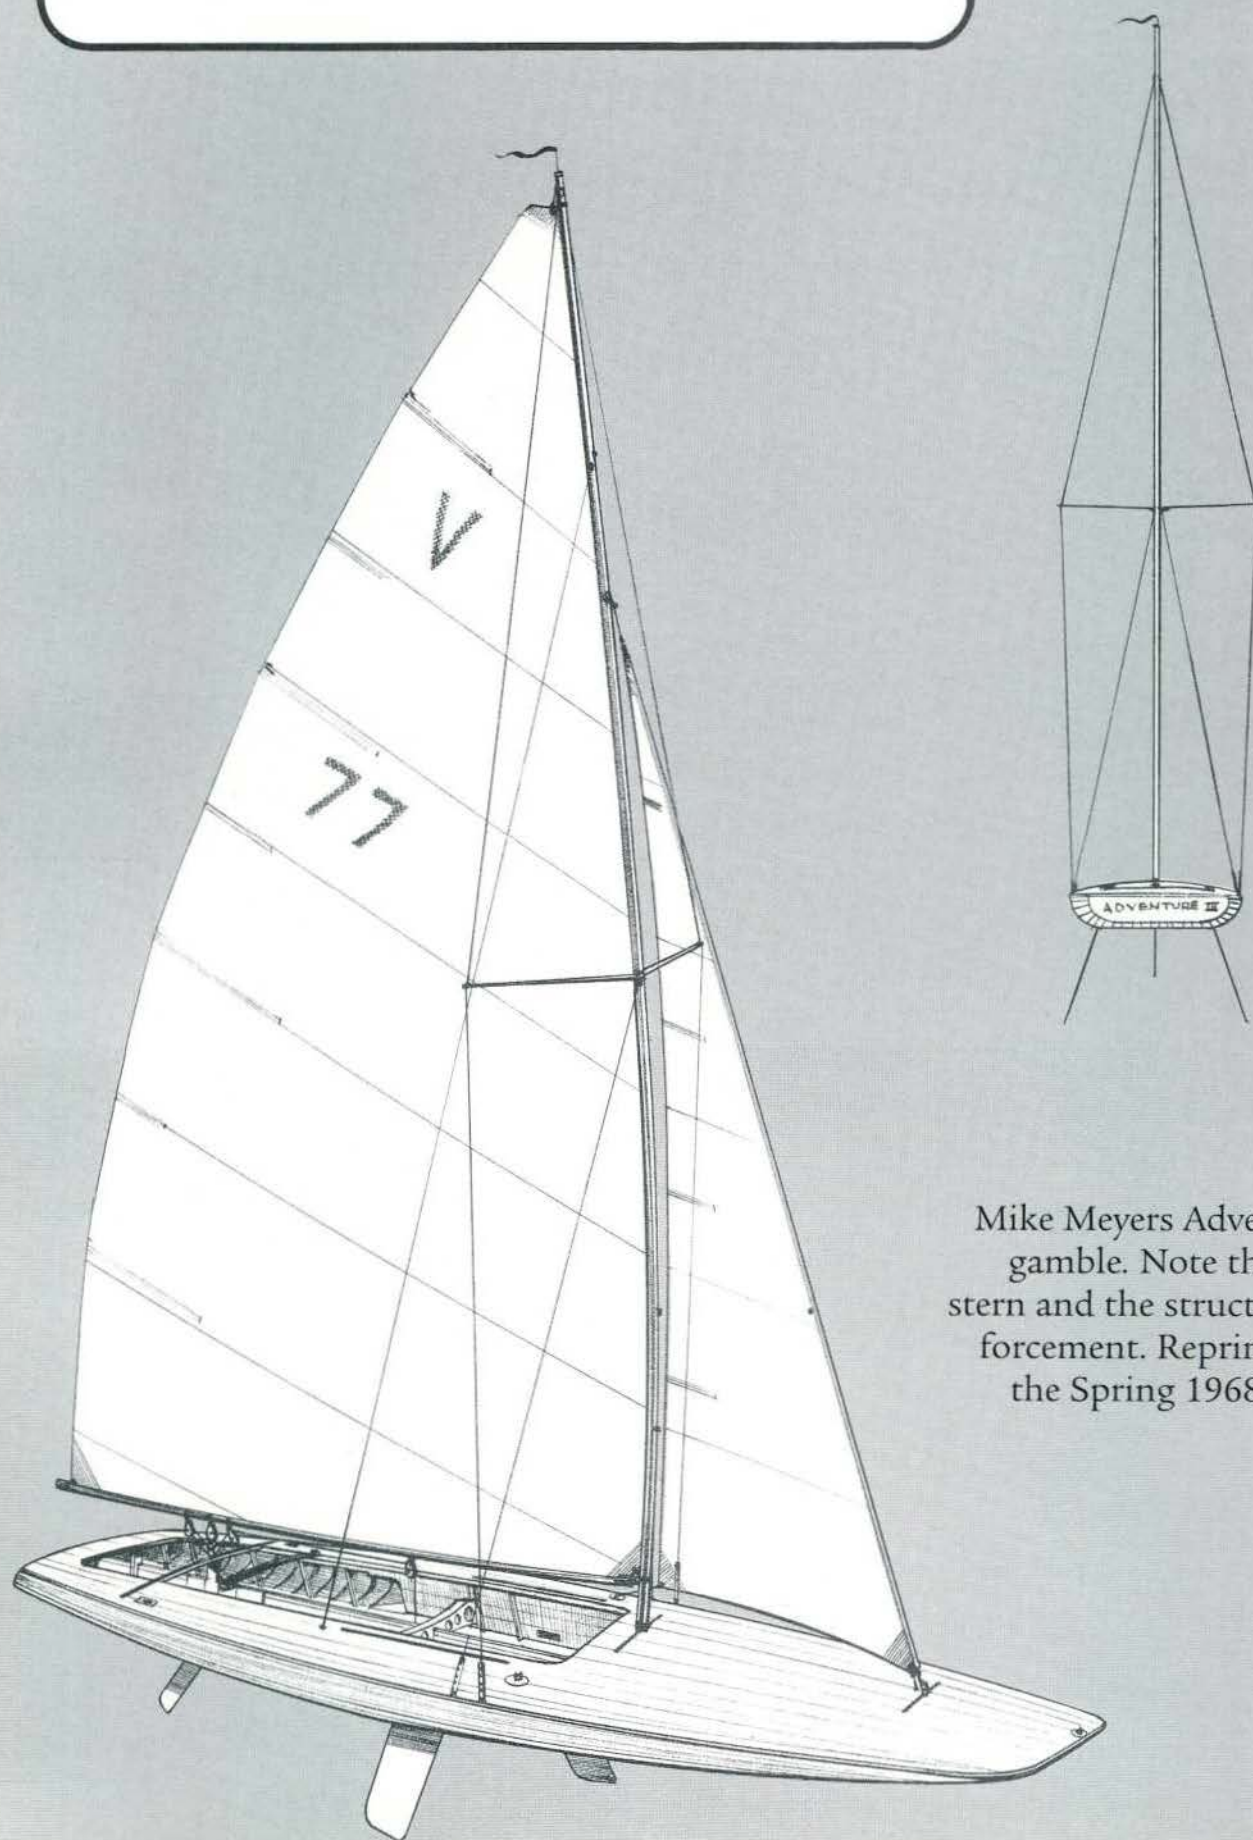 V
77
ADVENTURE III
Mike Meyers Adve
gamble. Note th
stern and the struct
forcement. Reprin
the Spring 1968